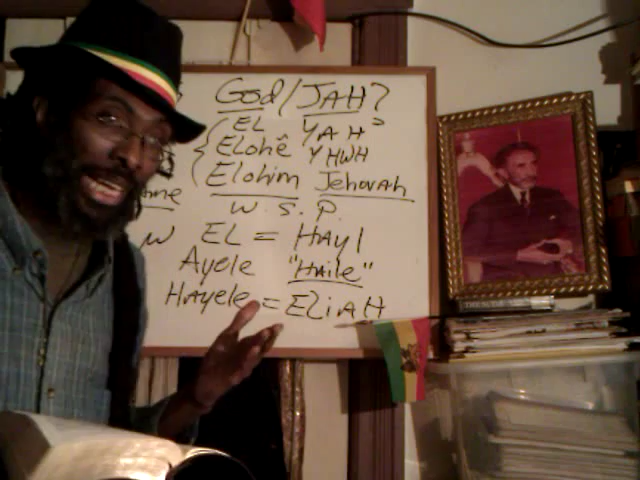 God/JAH?
EL YAH
Elohê YHWH
Elohim Jehovah
W.S.P.
EL = HAYl
Ayele "HAILE"
Hayele = ELiAH